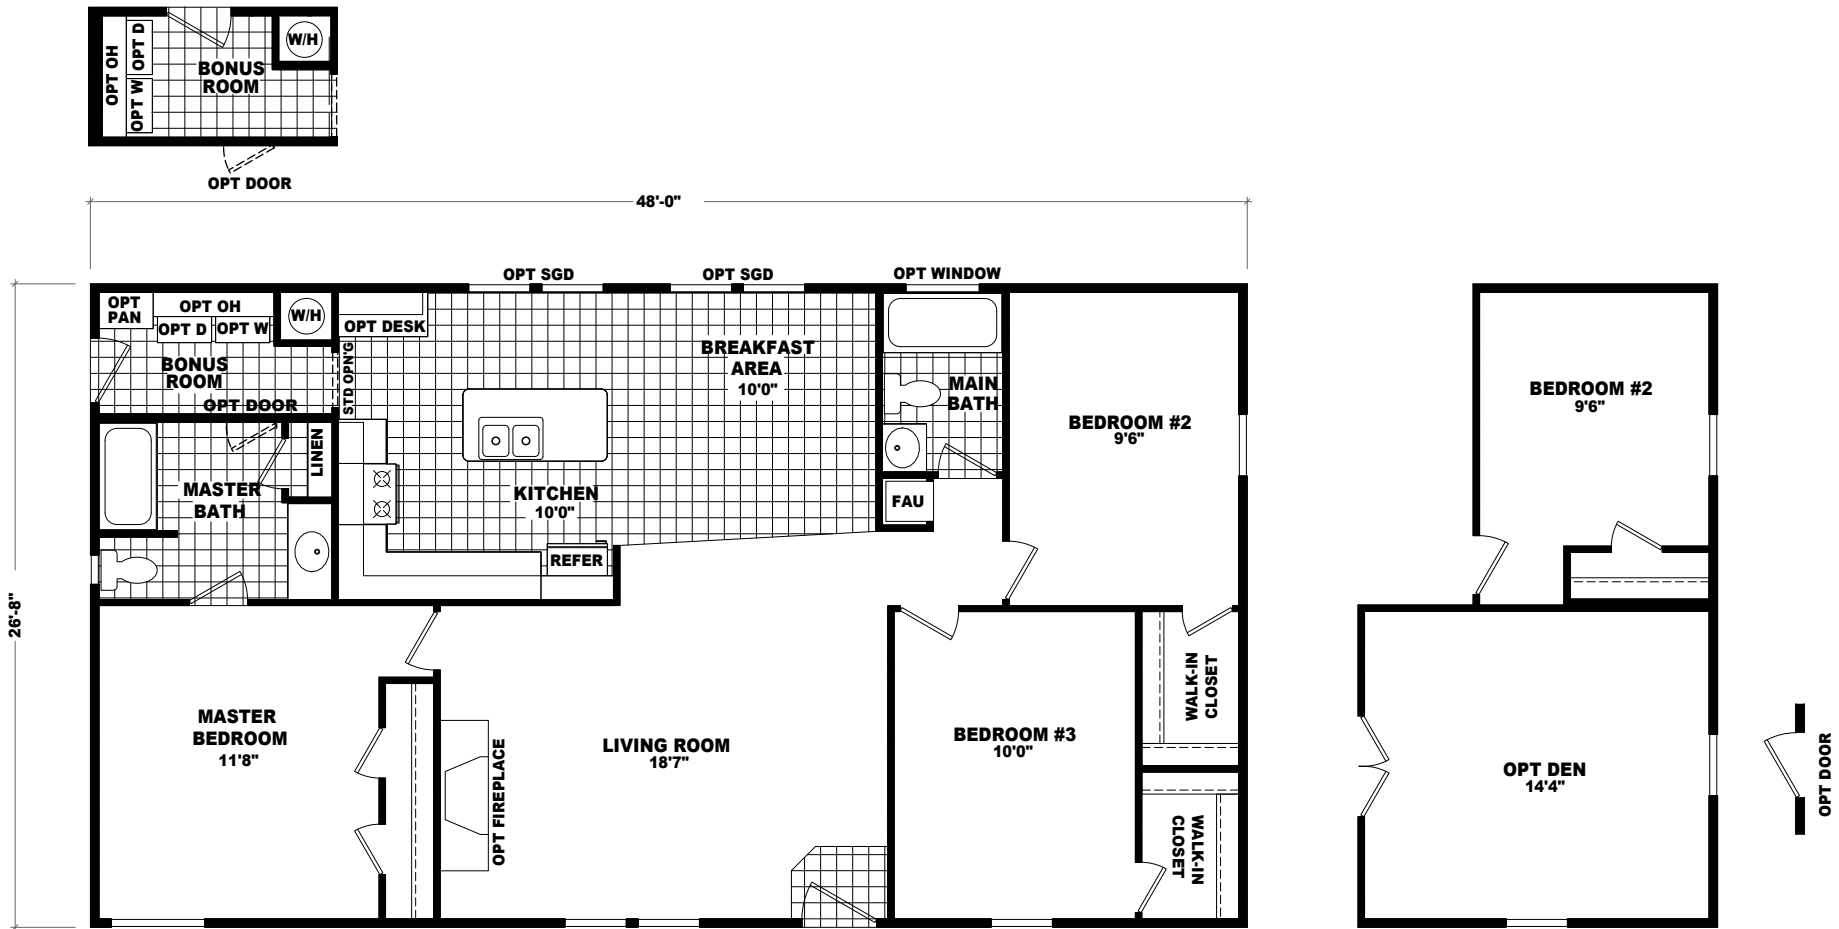 OPT OH
OPT D
OPT W
BONUS
ROOM
W/H
OPT DOOR
48'-0"
26'-8"
OPT SGD
OPT SGD
OPT WINDOW
OPT
PAN
OPT OH
OPT D
OPT W
W/H
BONUS
ROOM
OPT DOOR
STD OPN'G
OPT DESK
BREAKFAST
AREA
10'0"
MAIN
BATH
BEDROOM #2
9'6"
LINEN
MASTER
BATH
KITCHEN
10'0"
REFER
FAU
MASTER
BEDROOM
11'8"
OPT FIREPLACE
LIVING ROOM
18'7"
BEDROOM #3
10'0"
WALK-IN
CLOSET
WALK-IN
CLOSET
BEDROOM #2
9'6"
OPT DEN
14'4"
OPT DOOR